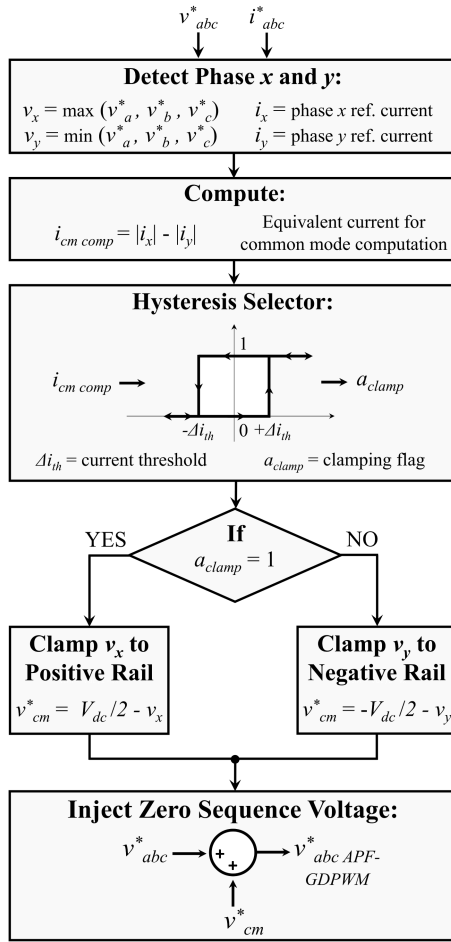 v*abc i*abc
Detect Phase x and y:
vx = max (v*a , v*b , v*c) ix = phase x ref. current
vy = min (v*a , v*b , v*c) iy = phase y ref. current
Compute:
icm comp = |ix| - |iy|
Equivalent current for
common mode computation
Hysteresis Selector:
1
icm comp
aclamp
-Δith 0 +Δith
Δith = current threshold aclamp = clamping flag
YES
If
NO
aclamp = 1
Clamp vx to
Positive Rail
v*cm = Vdc /2 - vx
Clamp vy to
Negative Rail
v*cm = -Vdc /2 - vy
Inject Zero Sequence Voltage:
v*abc + v*abc APF-
GDPWM
+
v*cm